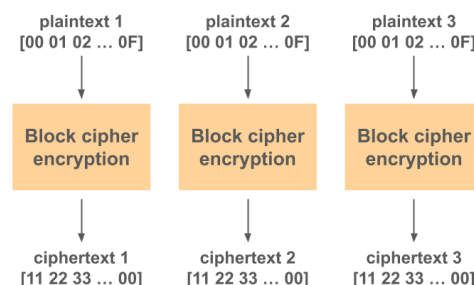 plaintext 1
[00 01 02 … 0F]
plaintext 2
[00 01 02 … 0F]
plaintext 3
[00 01 02 … 0F]
Block cipher
encryption
Block cipher
encryption
Block cipher
encryption
ciphertext 1
[11 22 33 … 00]
ciphertext 2
[11 22 33 … 00]
ciphertext 3
[11 22 33 … 00]